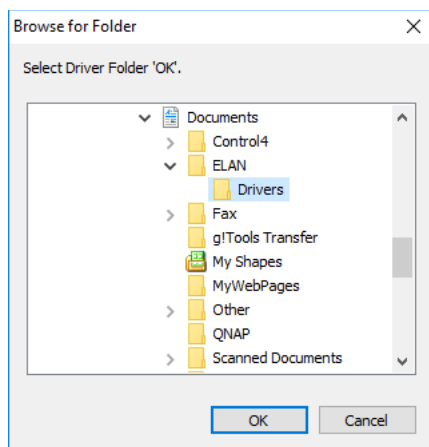 Browse for Folder
Select Driver Folder 'OK'.
Documents
Control4
ELAN
Drivers
Fax
g!Tools Transfer
My Shapes
MyWebPages
Other
QNAP
Scanned Documents
OK Cancel